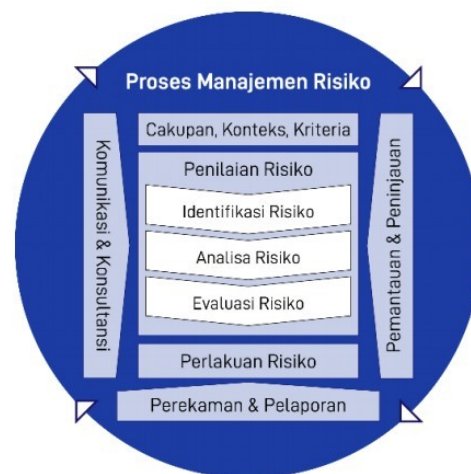 Proses Manajemen Risiko
Cakupan, Konteks, Kriteria
Komunikasi & Konsultansi
Penilaian Risiko
Identifikasi Risiko
Analisa Risiko
Evaluasi Risiko
Pemantauan & Peninjauan
Perlakuan Risiko
Perekaman & Pelaporan